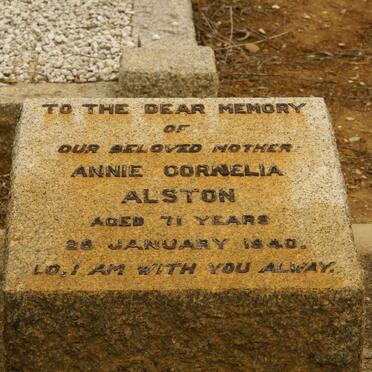 TO THE DEAR MEMORY
OF
OUR BELOVED MOTHER
ANNIE CORNELIA
ALSTON
AGED 71 YEARS
28 JANUARY 1940.
LO, I AM WITH YOU ALWAY.